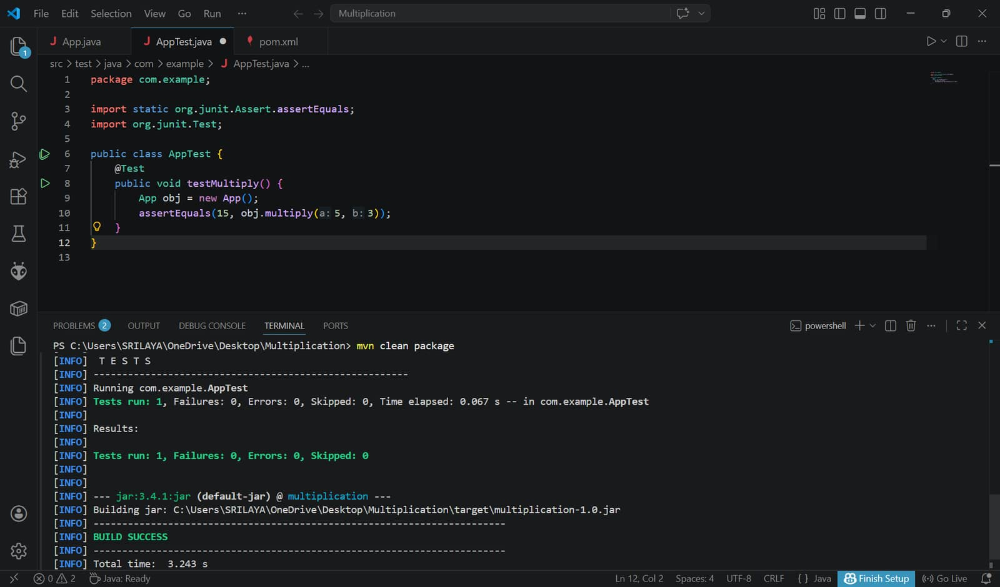 File Edit Selection View Go Run ··· Multiplication
App.java AppTest.java pom.xml
1
src > test > java > com > example > J AppTest.java > ...
1 package com.example;
2
3 import static org.junit.Assert.assertEquals;
4 import org.junit.Test;
5
6 public class AppTest {
7 @Test
8 public void testMultiply() {
9 App obj = new App();
10 assertEquals(15, obj.multiply(a: 5, b: 3));
11 }
12 }
13
PROBLEMS 2 OUTPUT DEBUG CONSOLE TERMINAL PORTS powershell
PS C:\Users\SRILAYA\OneDrive\Desktop\Multiplication> mvn clean package
[INFO] T E S T S
[INFO] -------------------------------------------------------
[INFO] Running com.example.AppTest
[INFO] Tests run: 1, Failures: 0, Errors: 0, Skipped: 0, Time elapsed: 0.067 s -- in com.example.AppTest
[INFO]
[INFO] Results:
[INFO]
[INFO] Tests run: 1, Failures: 0, Errors: 0, Skipped: 0
[INFO]
[INFO]
[INFO] --- jar:3.4.1:jar (default-jar) @ multiplication ---
[INFO] Building jar: C:\Users\SRILAYA\OneDrive\Desktop\Multiplication\target\multiplication-1.0.jar
[INFO] ------------------------------------------------------------------------
[INFO] BUILD SUCCESS
[INFO] ------------------------------------------------------------------------
[INFO] Total time: 3.243 s
0 2 Java: Ready Ln 12, Col 2 Spaces: 4 UTF-8 CRLF { } Java Finish Setup Go Live